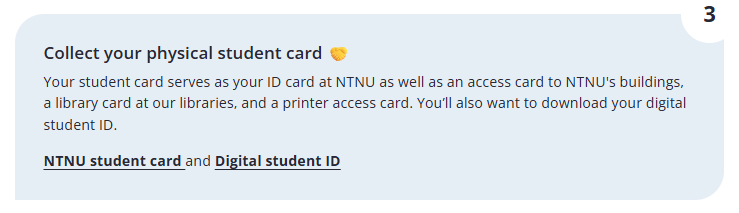 3
Collect your physical student card 🤝
Your student card serves as your ID card at NTNU as well as an access card to NTNU's buildings,
a library card at our libraries, and a printer access card. You’ll also want to download your digital
student ID.
NTNU student card and Digital student ID